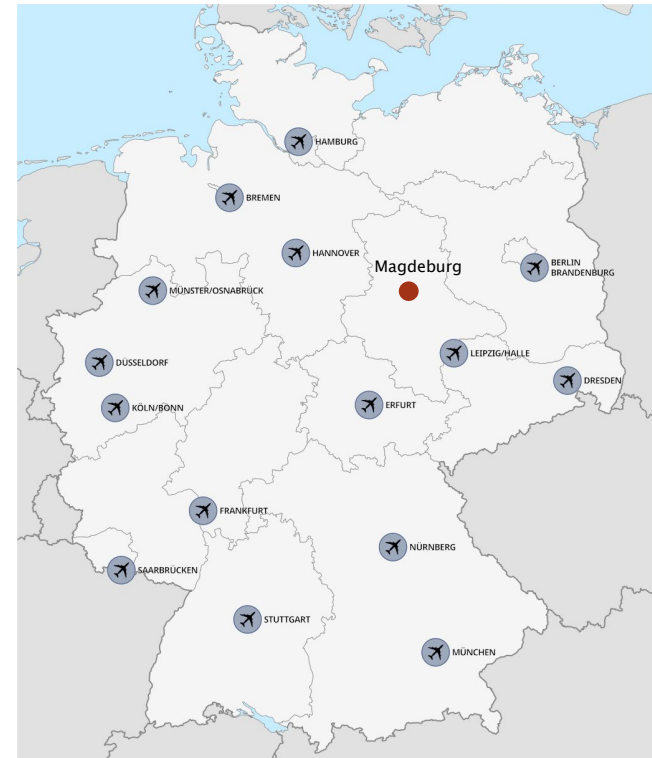 HAMBURG
BREMEN
HANNOVER
BERLIN
BRANDENBURG
Magdeburg
MÜNSTER/OSNABRÜCK
LEIPZIG/HALLE
DÜSSELDORF
DRESDEN
KÖLN/BONN
ERFURT
FRANKFURT
NÜRNBERG
SAARBRÜCKEN
STUTTGART
MÜNCHEN